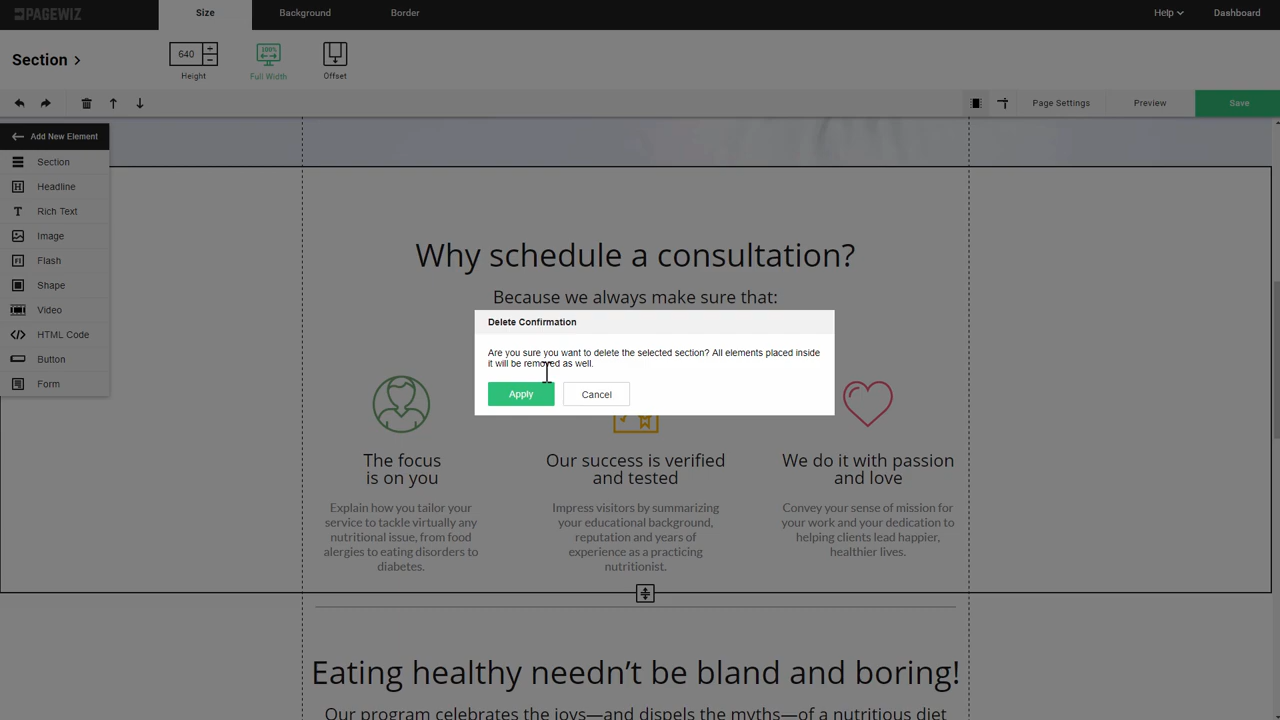 PAGEWIZ
Size
Background
Border
Help
Dashboard
Section
640
Height
100%
Full Width
Offset
Page Settings
Preview
Save
Add New Element
Section
Headline
Rich Text
Image
Flash
Shape
Video
HTML Code
Button
Form
Why schedule a consultation?
Because we always make sure that:
Delete Confirmation
Are you sure you want to delete the selected section? All elements placed inside
it will be removed as well.
Apply
Cancel
The focus
is on you
Explain how you tailor your
service to tackle virtually any
nutritional issue, from food
allergies to eating disorders to
diabetes.
Our success is verified
and tested
Impress visitors by summarizing
your educational background,
reputation and years of
experience as a practicing
nutritionist.
We do it with passion
and love
Convey your sense of mission for
your work and your dedication to
helping clients lead happier,
healthier lives.
Eating healthy needn’t be bland and boring!
Our program celebrates the joys—and dispels the myths—of a nutritious diet